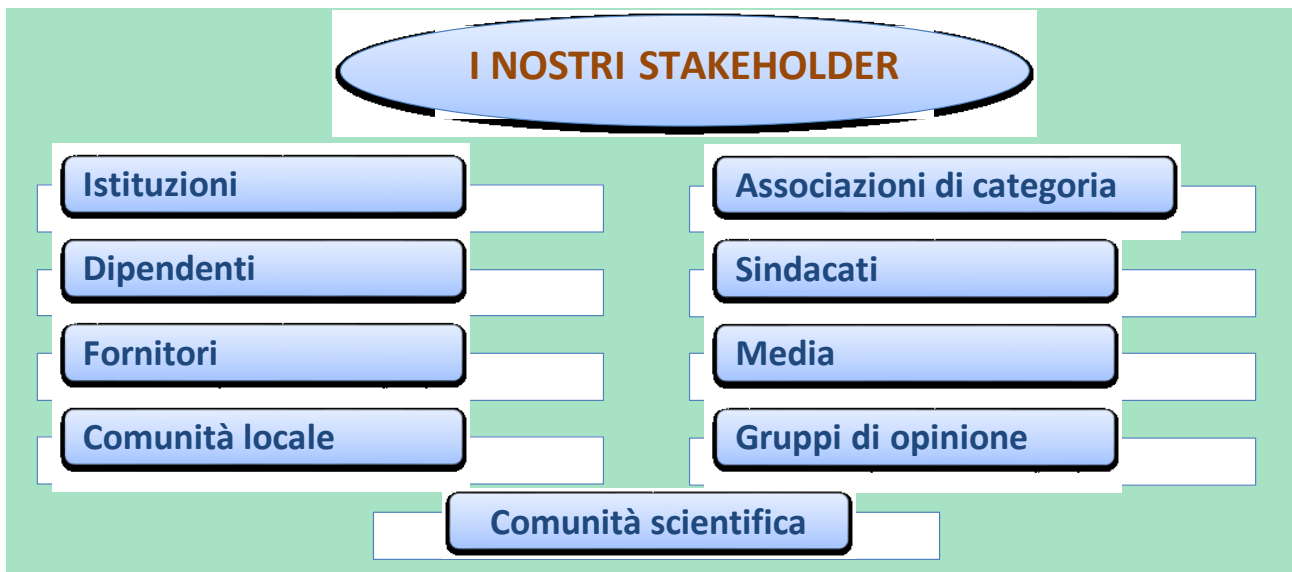 I NOSTRI STAKEHOLDER
Istituzioni
Dipendenti
Fornitori
Comunità locale
Associazioni di categoria
Sindacati
Media
Gruppi di opinione
Comunità scientifica